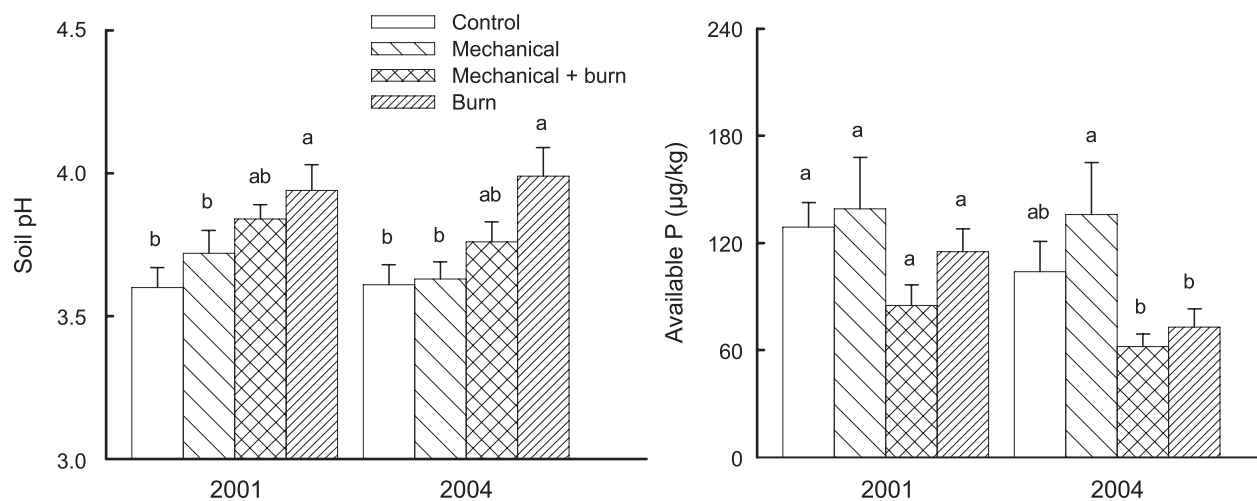 Soil pH
4.5
4.0
3.5
3.0
Control
Mechanical
Mechanical + burn
Burn
b
b
ab
a
b
b
ab
a
2001
2004
Available P (µg/kg)
240
180
120
60
0
a
a
a
a
ab
a
b
b
2001
2004